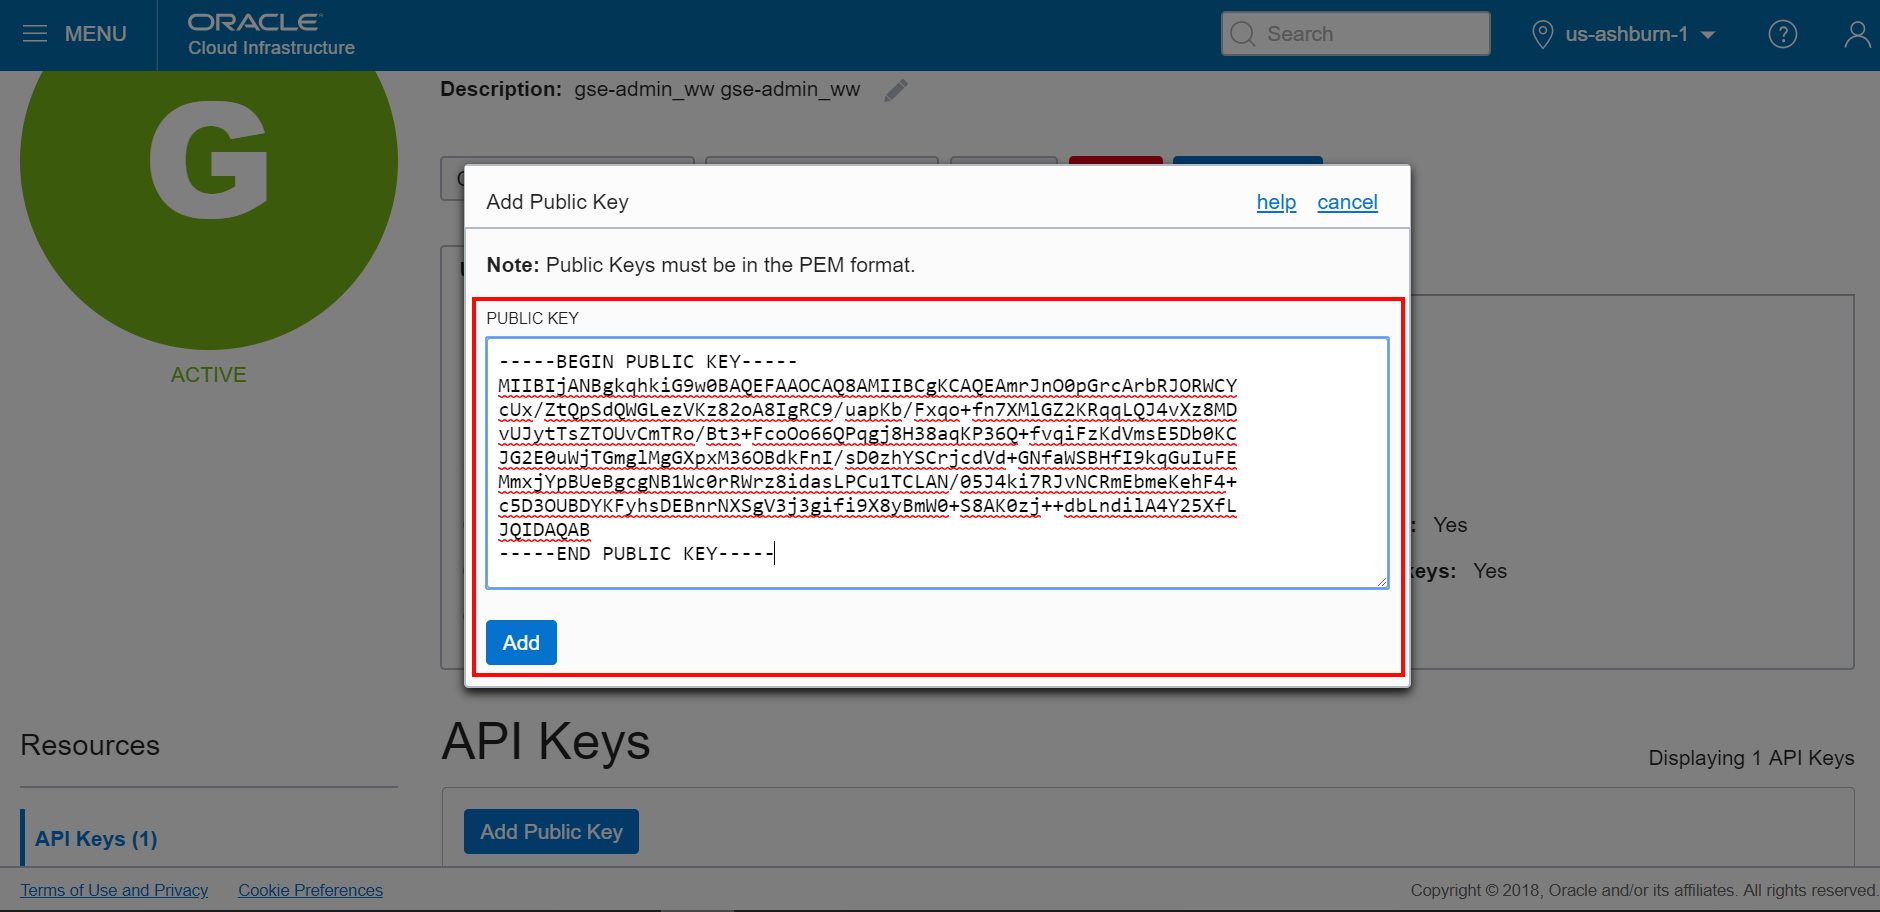 MENU
ORACLE
Cloud Infrastructure
Search
us-ashburn-1
?
G
ACTIVE
Description: gse-admin_ww gse-admin_ww
Add Public Key
help
cancel
Note: Public Keys must be in the PEM format.
PUBLIC KEY
-----BEGIN PUBLIC KEY-----
MIIBIjANBgkqhkiG9w0BAQEFAAOCAQ8AMIIBCgKCAQEAmrJnO0pGrcArbRJORWCY
cUx/ZtQpSdQWGLezVKz82oA8IgRC9/uapKb/Fxqo+fn7XMlGZ2KRqqLQJ4vXz8MD
vUJytTsZTOUvCmTRo/Bt3+FcoOo66QPqgj8H38aqKP36Q+fvqiFzKdVmsE5Db0KC
JG2E0uWjTGmglMgGXpxM36OBdkFnI/sD0zhYSCrjcdVd+GNfaWSBHfI9kqGuIuFE
MmxjYpBUeBgcgNB1Wc0rRWrz8idasLPCu1TCLAN/05J4ki7RJvNCRmEbmeKehF4+
c5D3OUBDYKFyhsDEBnrNXSgV3j3gifi9X8yBmW0+S8AK0zj++dbLndilA4Y25XfL
JQIDAQAB
-----END PUBLIC KEY-----
Add
: Yes
keys: Yes
Resources
API Keys (1)
API Keys
Displaying 1 API Keys
Add Public Key
Terms of Use and Privacy
Cookie Preferences
Copyright © 2018, Oracle and/or its affiliates. All rights reserved.